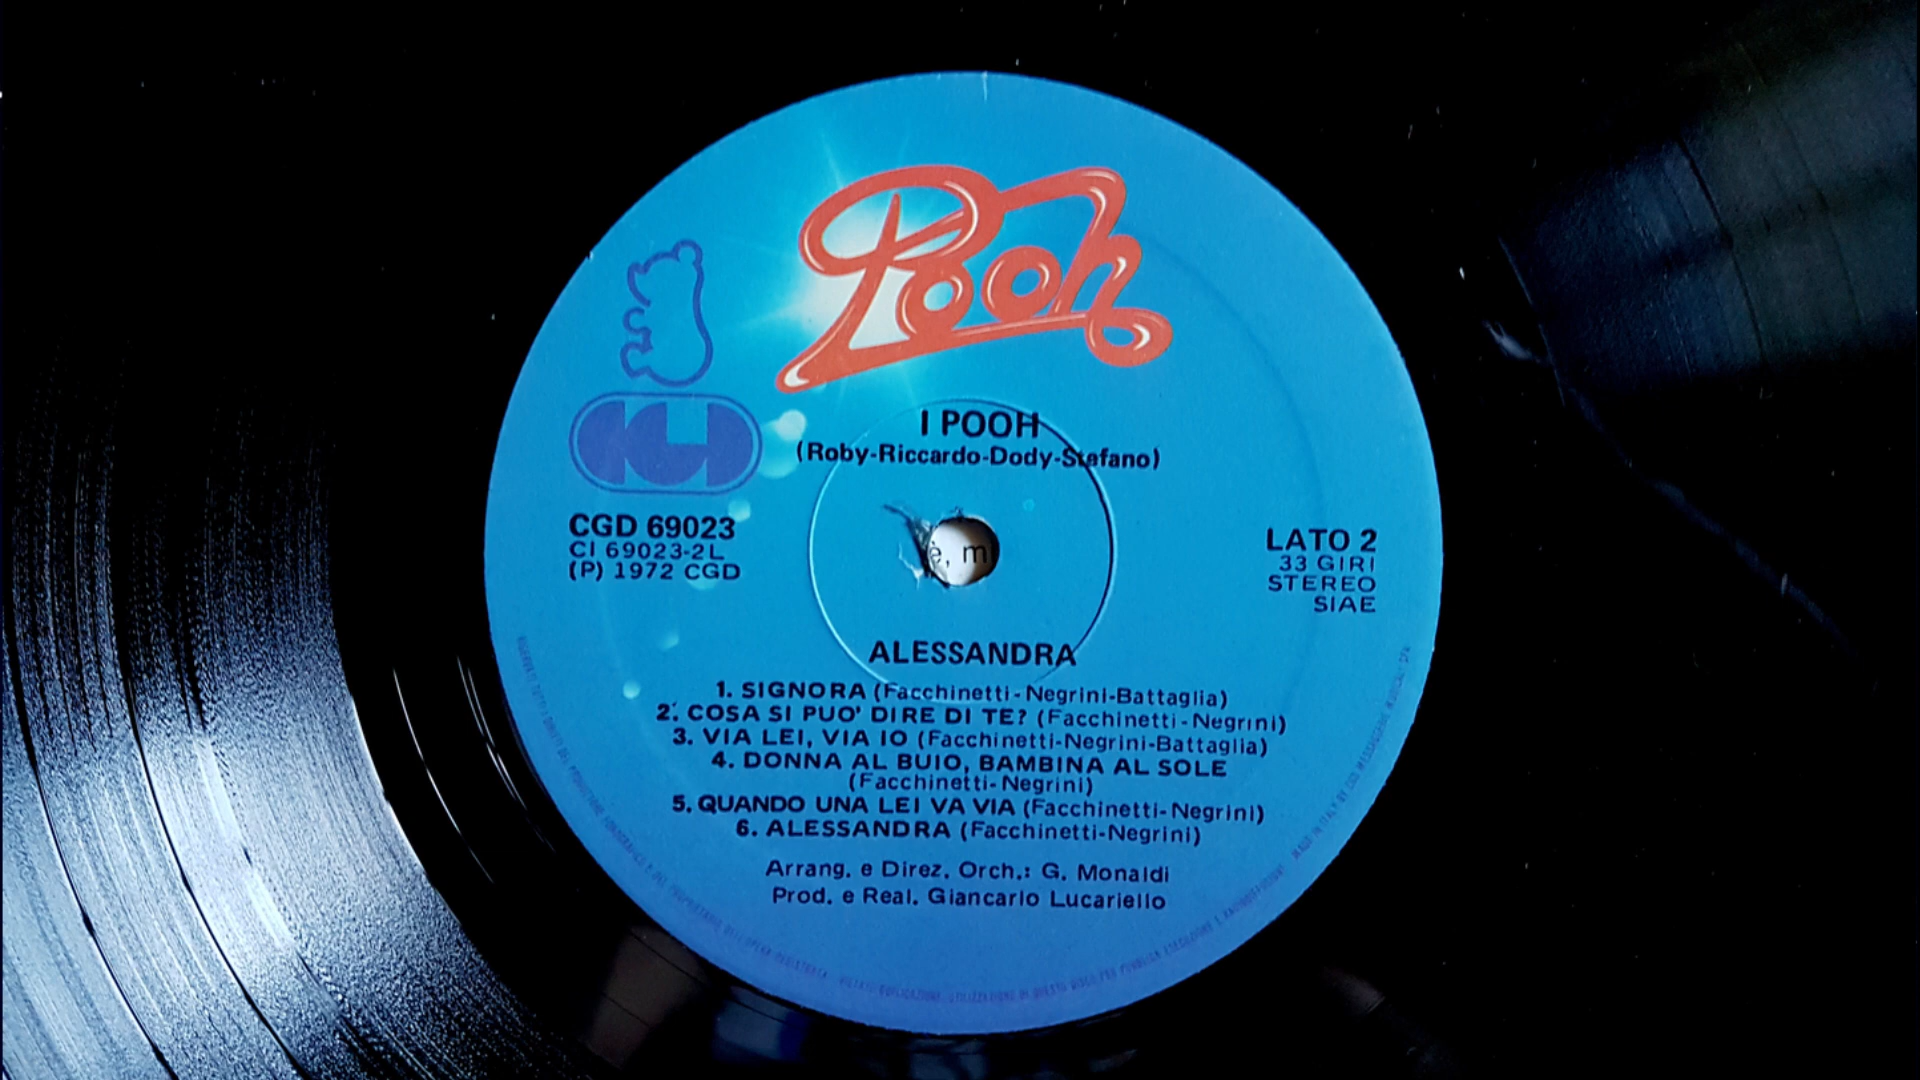 Pooh
I POOH
(Roby-Riccardo-Dody-Stefano)
CGD
CGD 69023
CI 69023-2L
(P) 1972 CGD
è, m
LATO 2
33 GIRI
STEREO
SIAE
ALESSANDRA
1. SIGNORA (Facchinetti-Negrini-Battaglia)
2. COSA SI PUO' DIRE DI TE? (Facchinetti-Negrini)
3. VIA LEI, VIA IO (Facchinetti-Negrini-Battaglia)
4. DONNA AL BUIO, BAMBINA AL SOLE
(Facchinetti-Negrini)
5. QUANDO UNA LEI VA VIA (Facchinetti-Negrini)
6. ALESSANDRA (Facchinetti-Negrini)
Arrang. e Direz. Orch.: G. Monaldi
Prod. e Real. Giancarlo Lucariello